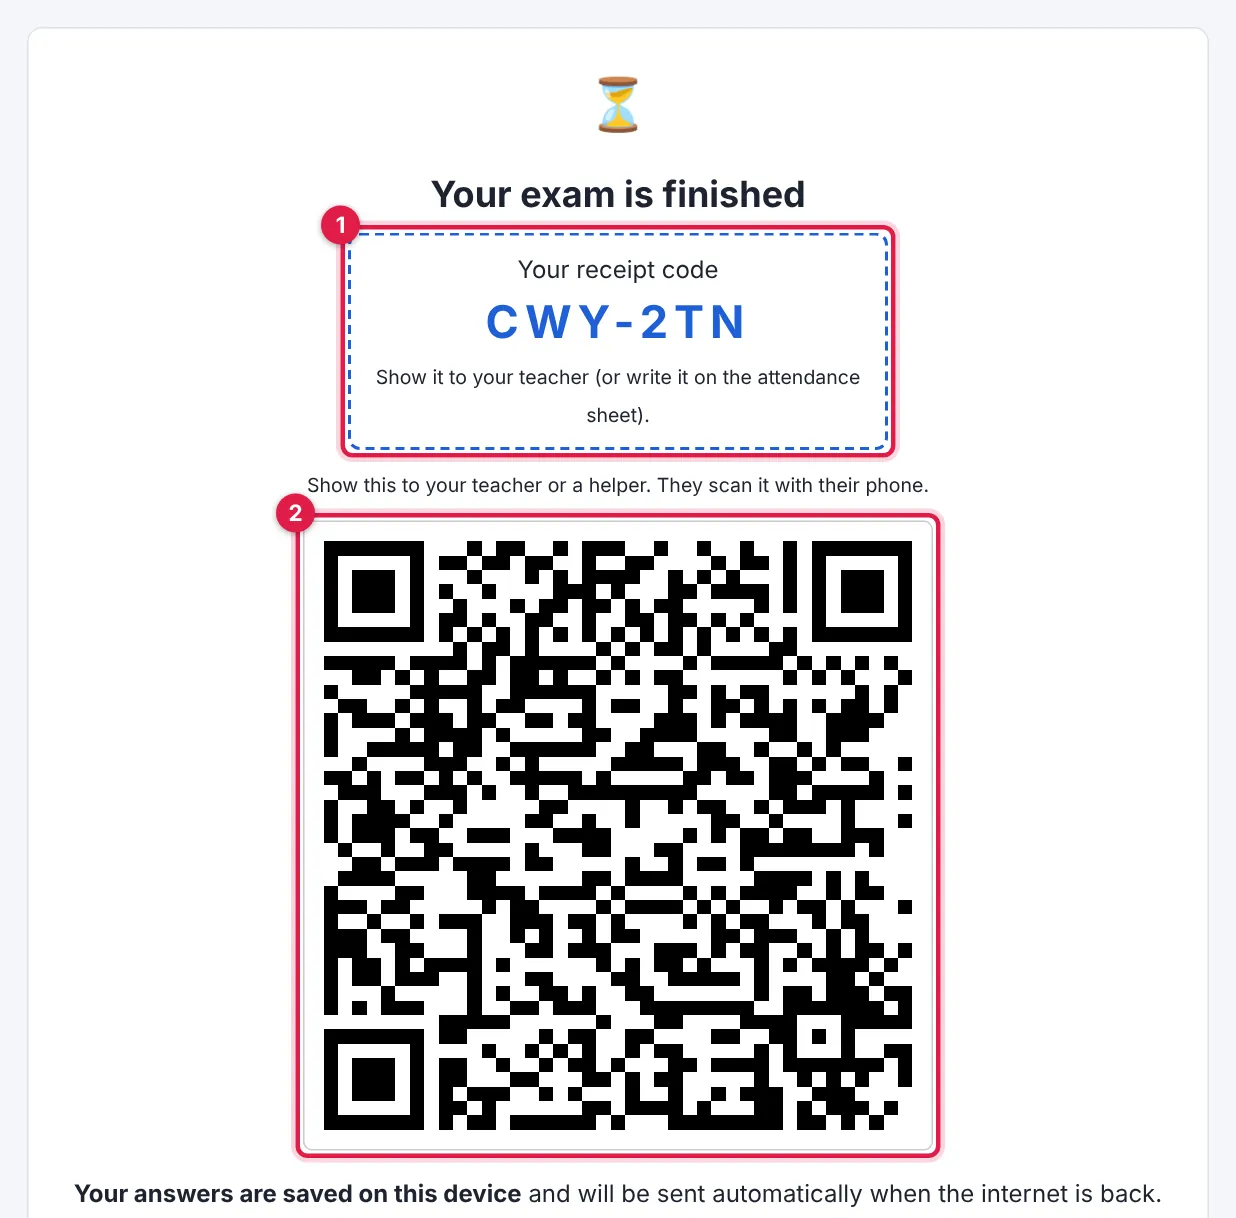 Your exam is finished
1
Your receipt code
CWY-2TN
Show it to your teacher (or write it on the attendance
sheet).
Show this to your teacher or a helper. They scan it with their phone.
2
Your answers are saved on this device and will be sent automatically when the internet is back.